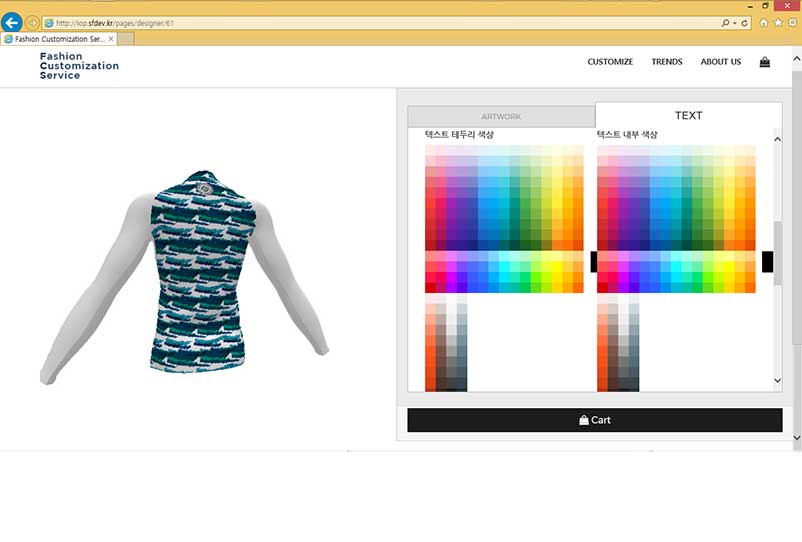 http://iop.sfdev.kr/pages/designer/61
Fashion Customization Ser...
Fashion
Customization
Service
CUSTOMIZE TRENDS ABOUT US
ARTWORK TEXT
텍스트 테두리 색상 텍스트 내부 색상
Cart